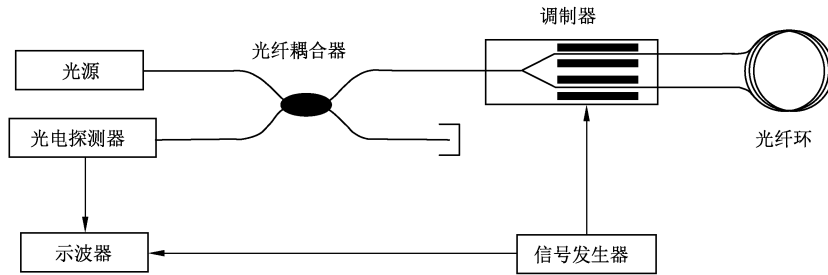 调制器
光纤耦合器
光源
光电探测器
光纤环
示波器
信号发生器